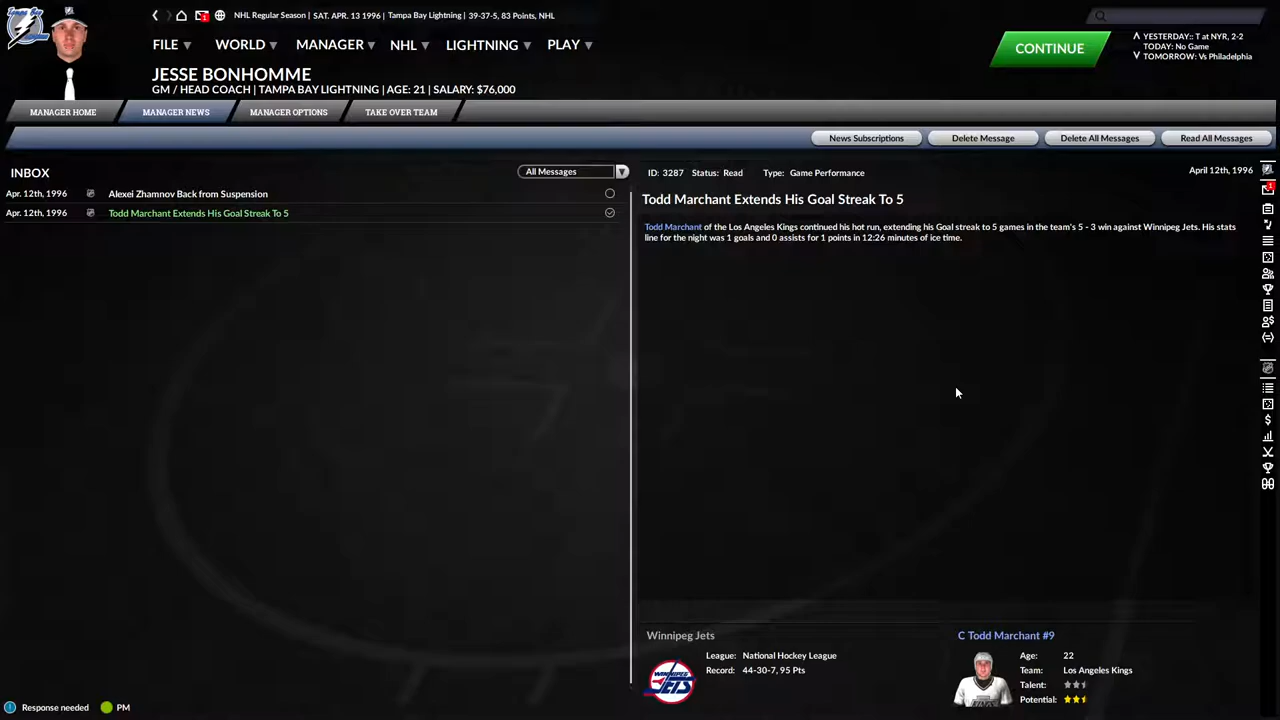 NHL Regular Season | SAT. APR. 13 1996 | Tampa Bay Lightning | 39-37-5, 83 Points, NHL
FILE
WORLD
MANAGER
NHL
LIGHTNING
PLAY
CONTINUE
YESTERDAY:: T at NYR, 2-2
TODAY: No Game
TOMORROW: Vs Philadelphia
JESSE BONHOMME
GM / HEAD COACH | TAMPA BAY LIGHTNING | AGE: 21 | SALARY: $76,000
MANAGER HOME
MANAGER NEWS
MANAGER OPTIONS
TAKE OVER TEAM
News Subscriptions
Delete Message
Delete All Messages
Read All Messages
INBOX
All Messages
Apr. 12th, 1996 Alexei Zhamnov Back from Suspension
Apr. 12th, 1996 Todd Marchant Extends His Goal Streak To 5
ID: 3287 Status: Read Type: Game Performance
April 12th, 1996
Todd Marchant Extends His Goal Streak To 5
Todd Marchant of the Los Angeles Kings continued his hot run, extending his Goal streak to 5 games in the team's 5 - 3 win against Winnipeg Jets. His stats
line for the night was 1 goals and 0 assists for 1 points in 12:26 minutes of ice time.
Winnipeg Jets
League: National Hockey League
Record: 44-30-7, 95 Pts
JETS
C Todd Marchant #9
Age: 22
Team: Los Angeles Kings
Talent:
Potential:
Response needed
PM